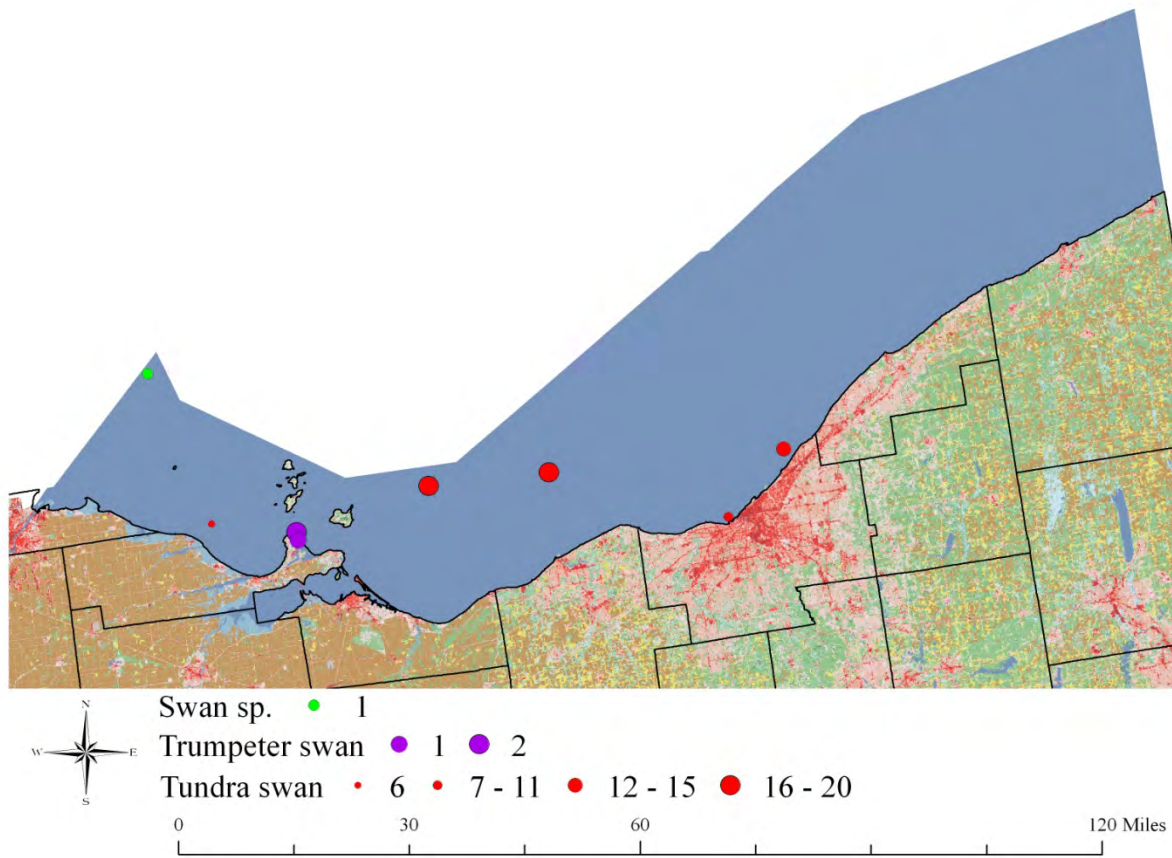 Swan sp. 1
N
W E
S
Trumpeter swan 1 2
Tundra swan 6 7 - 11 12 - 15 16 - 20
0 30 60 120 Miles